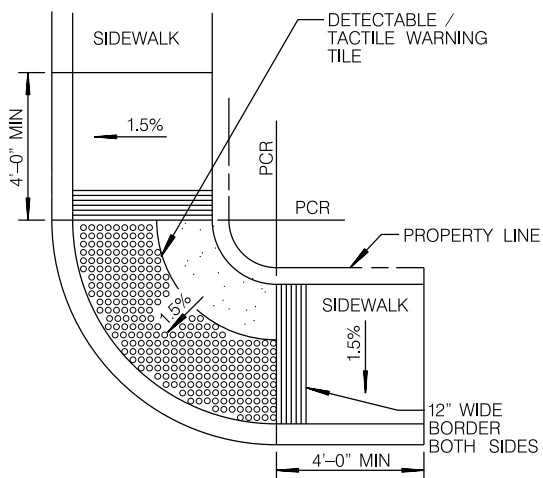 SIDEWALK
DETECTABLE /
TACTILE WARNING
TILE
4'-0" MIN
1.5%
PCR
PCR
PROPERTY LINE
1.5%
SIDEWALK
1.5%
12" WIDE
BORDER
BOTH SIDES
4'-0" MIN